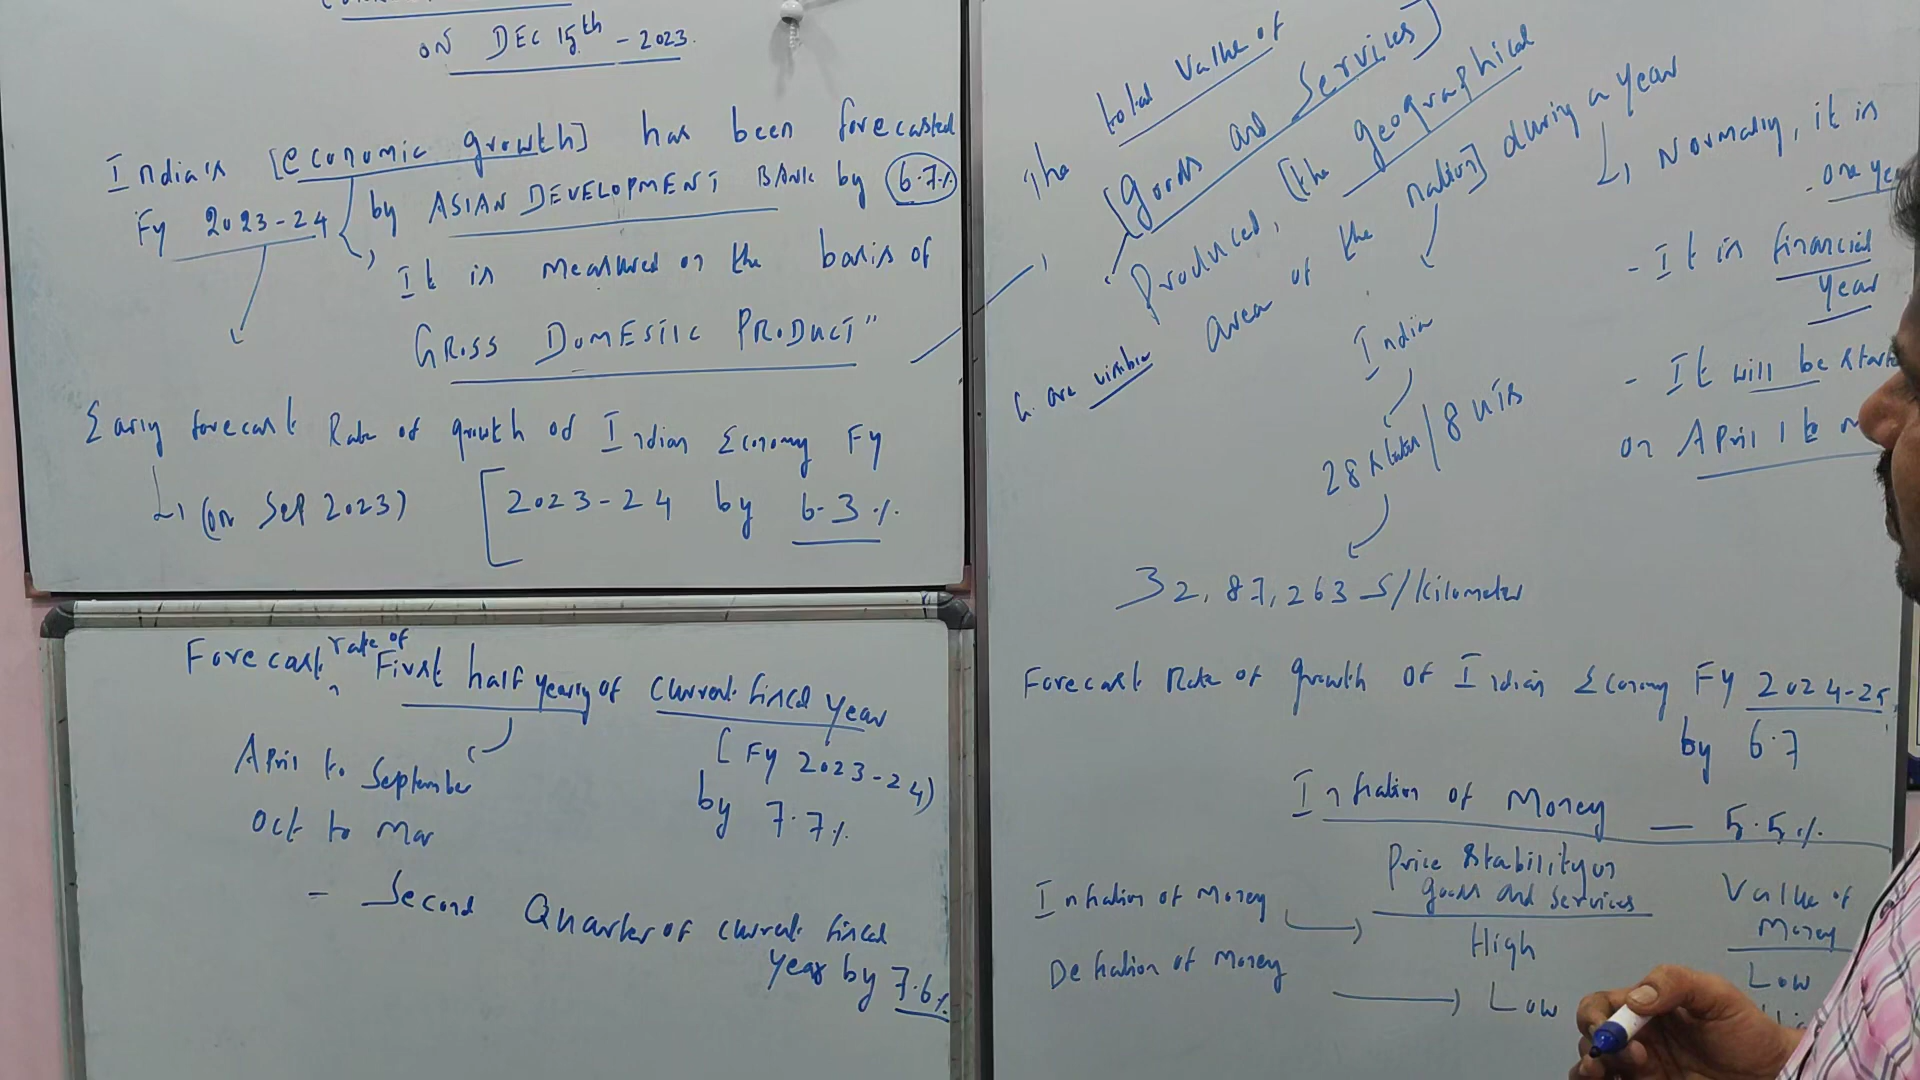 ON DEC 15th - 2023.
India's [economic growth] has been forecasted
FY 2023-24 by ASIAN DEVELOPMENT BANK by 6.7%
It is measured on the basis of
GROSS DOMESTIC PRODUCT"
Early forecast Rate of growth of Indian Economy FY
(on Sep 2023) [2023-24 by 6.3%.
Forecast rate of First half yearly of current fiscal year
April to September [FY 2023-24)
by 7.7%.
Oct to Mar
- Second Quarter of current fiscal
year by 7.6%
"The total value of
[goods and services]
Produced, [the geographical
area of the nation] during a year
Normally, it is
- one ye
- It is financial
year
- It will be starte
on April 1 to m
G. are visible
India
28 states/8 UTs
32,87,263 S/kilometer
Forecast Rate of growth of Indian Economy FY 2024-25
by 6.7
Inflation of Money - 5.5%.
Price stability on
goods and services
Value of
Money
Inflation of Money
High
Low
Deflation of Money
Low